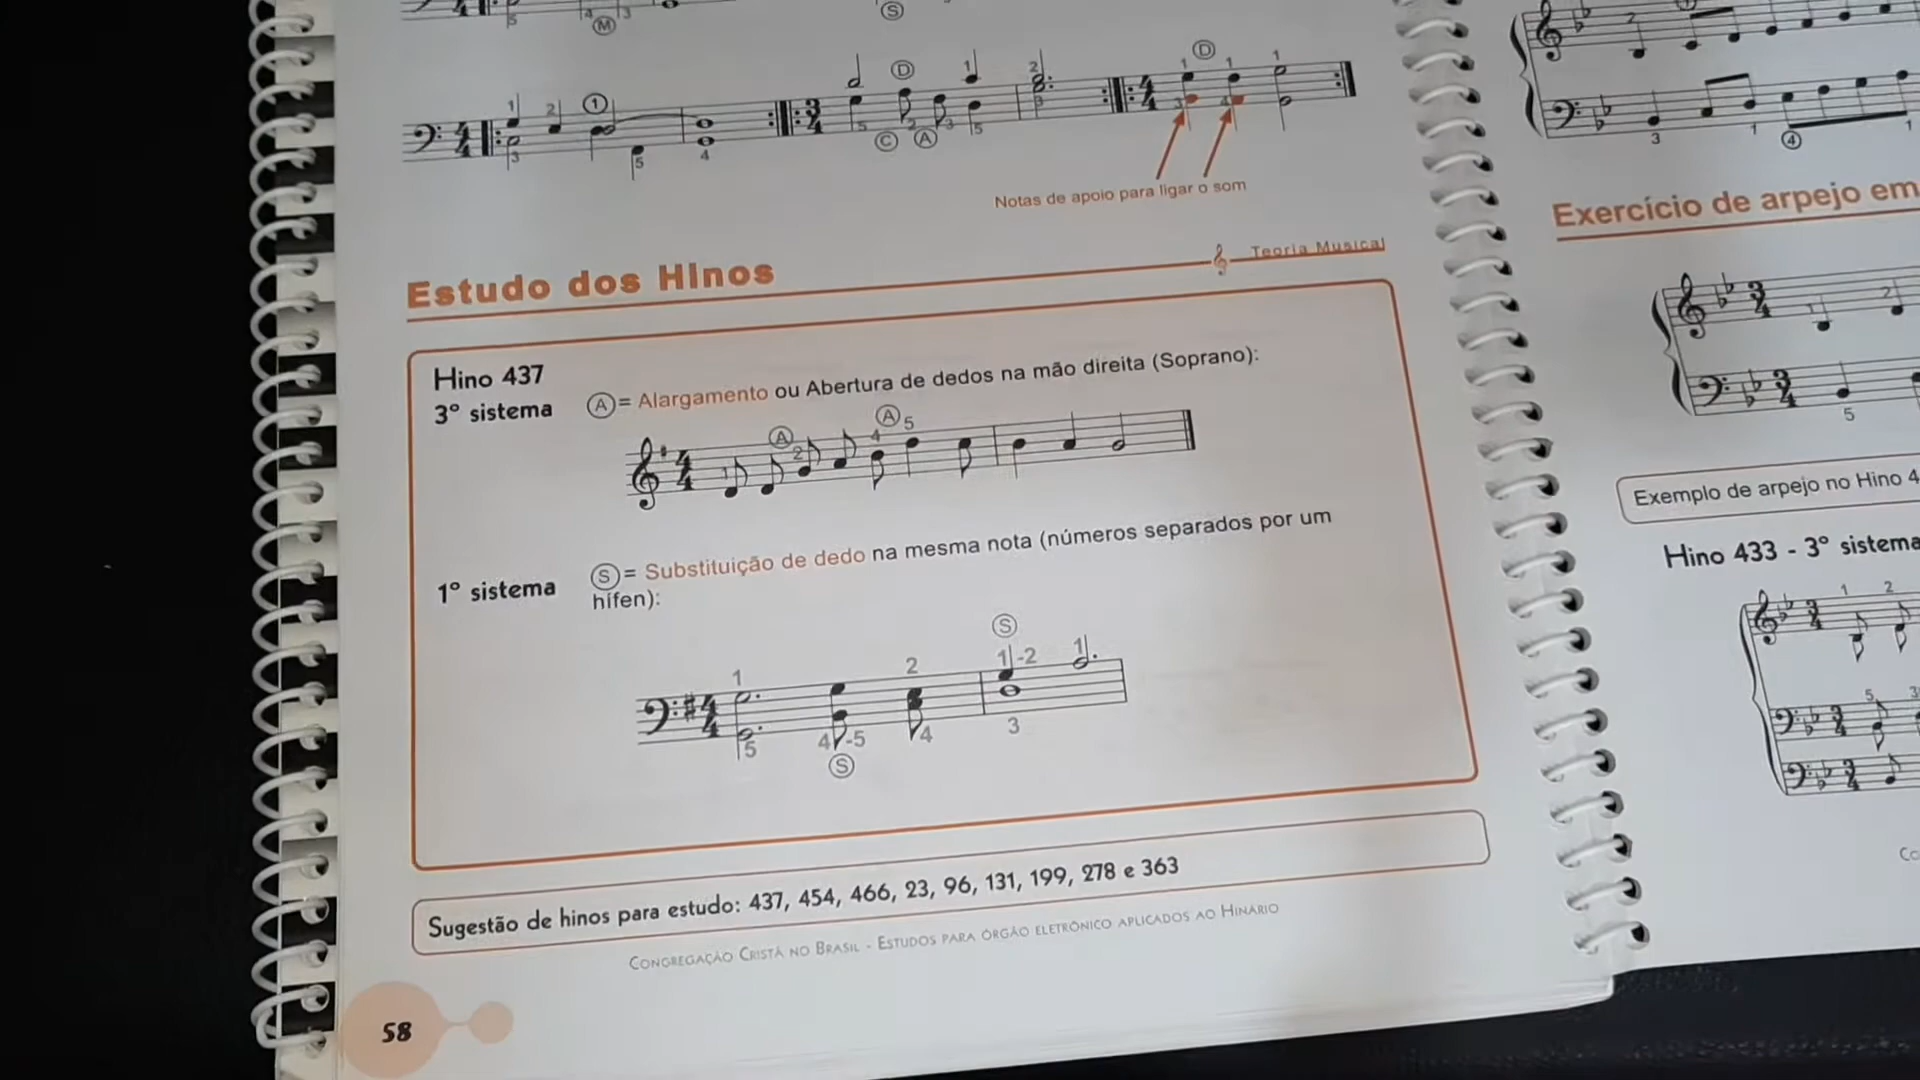 Notas de apoio para ligar o som
Teoria Musical
Estudo dos Hinos
Hino 437
3º sistema
Ⓐ= Alargamento ou Abertura de dedos na mão direita (Soprano):
1º sistema
Ⓢ= Substituição de dedo na mesma nota (números separados por um
hífen):
Sugestão de hinos para estudo: 437, 454, 466, 23, 96, 131, 199, 278 e 363
Congregação Cristã no Brasil - Estudos para órgão eletrônico aplicados ao Hinário
58
Exercício de arpejo em
Exemplo de arpejo no Hino 4
Hino 433 - 3º sistema